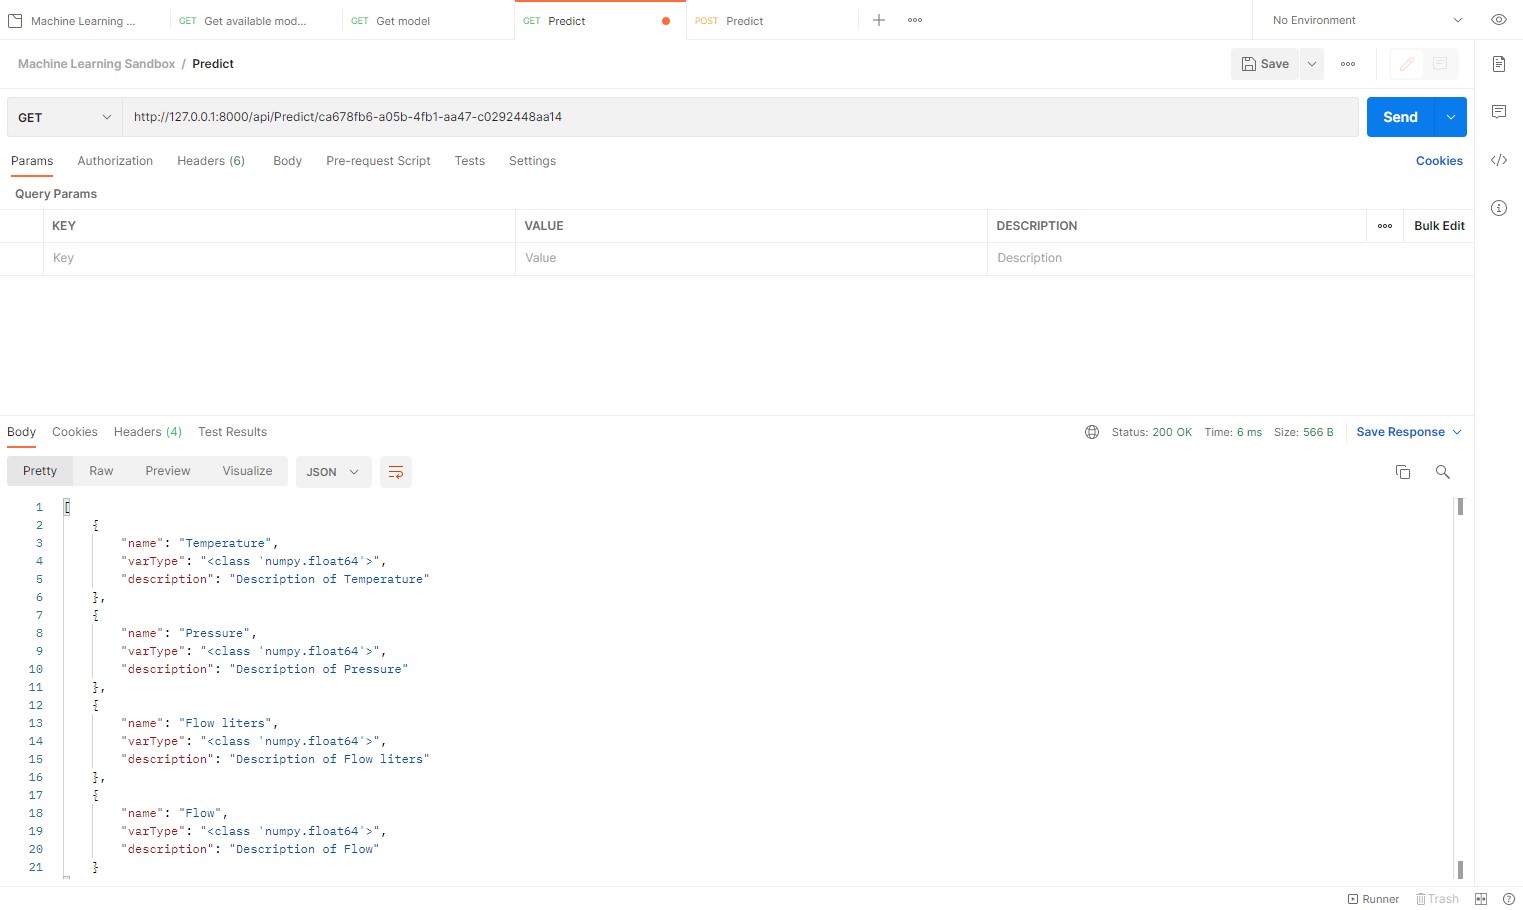 Machine Learning ...
GET Get available mod...
GET Get model
GET Predict
POST Predict
No Environment
Machine Learning Sandbox / Predict
Save
GET
http://127.0.0.1:8000/api/Predict/ca678fb6-a05b-4fb1-aa47-c0292448aa14
Send
Params Authorization Headers (6) Body Pre-request Script Tests Settings
Cookies
Query Params
KEY VALUE DESCRIPTION
Bulk Edit
Key Value Description
Body Cookies Headers (4) Test Results
Status: 200 OK Time: 6 ms Size: 566 B
Save Response
Pretty Raw Preview Visualize
JSON
1 [
2 {
3 "name": "Temperature",
4 "varType": "<class 'numpy.float64'>",
5 "description": "Description of Temperature"
6 },
7 {
8 "name": "Pressure",
9 "varType": "<class 'numpy.float64'>",
10 "description": "Description of Pressure"
11 },
12 {
13 "name": "Flow liters",
14 "varType": "<class 'numpy.float64'>",
15 "description": "Description of Flow liters"
16 },
17 {
18 "name": "Flow",
19 "varType": "<class 'numpy.float64'>",
20 "description": "Description of Flow"
21 }
Runner Trash